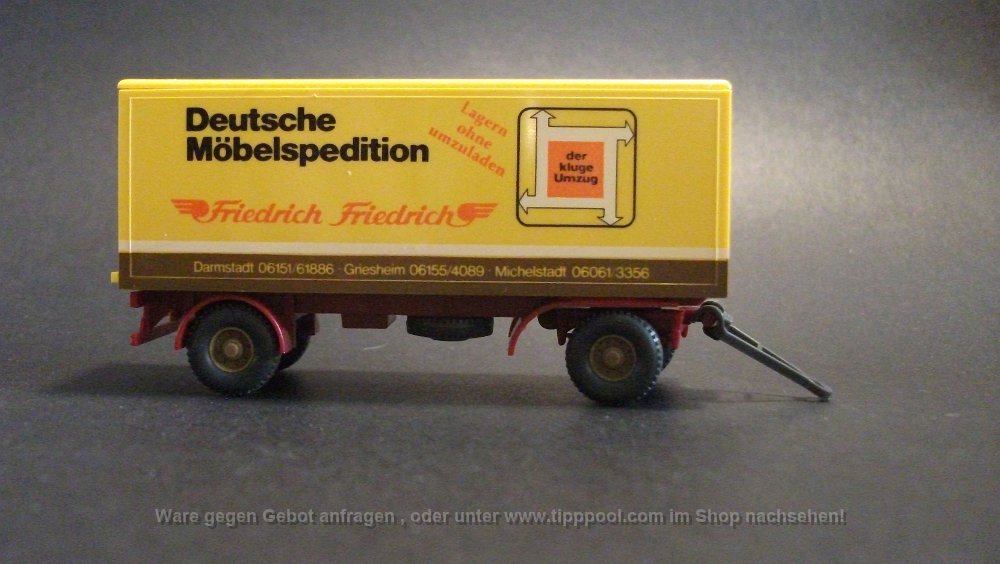 Deutsche
Möbelspedition
Lagern
ohne
umzuladen
der
kluge
Umzug
Friedrich Friedrich
Darmstadt 06151/61886 · Griesheim 06155/4089 · Michelstadt 06061/3356
Ware gegen Gebot anfragen , oder unter www.tipppool.com im Shop nachsehen!